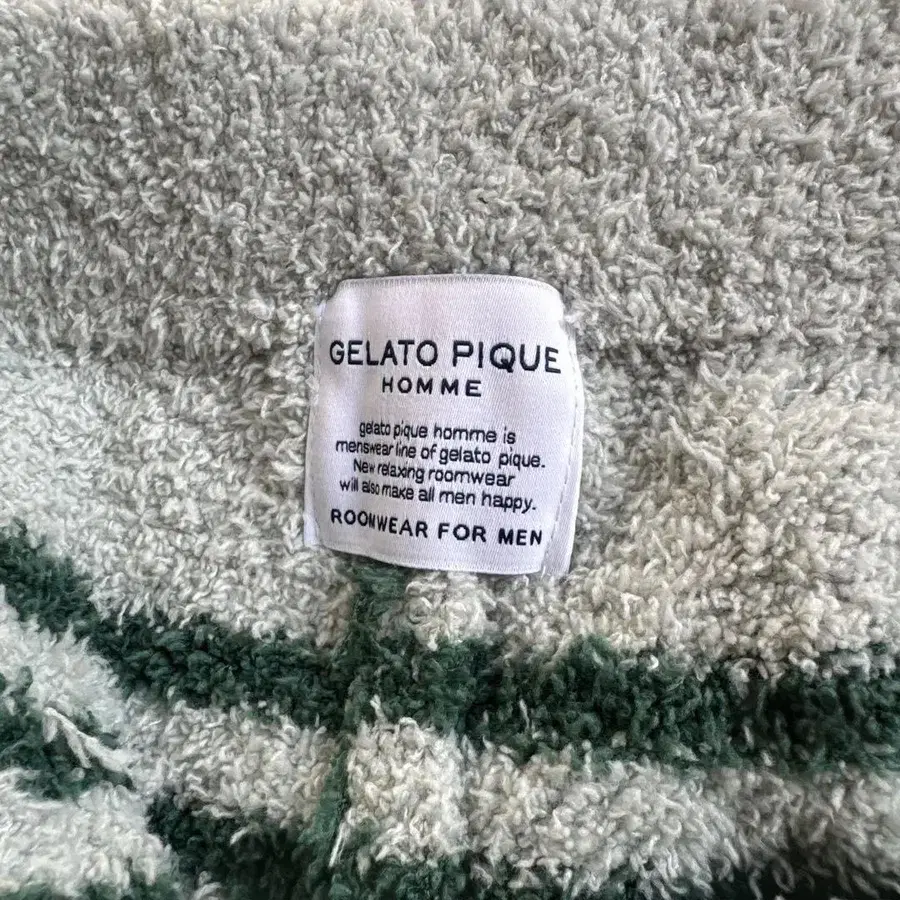 GELATO PIQUE
HOMME
gelato pique homme is
menswear line of gelato pique.
New relaxing roomwear
will also make all men happy.
ROOMWEAR FOR MEN